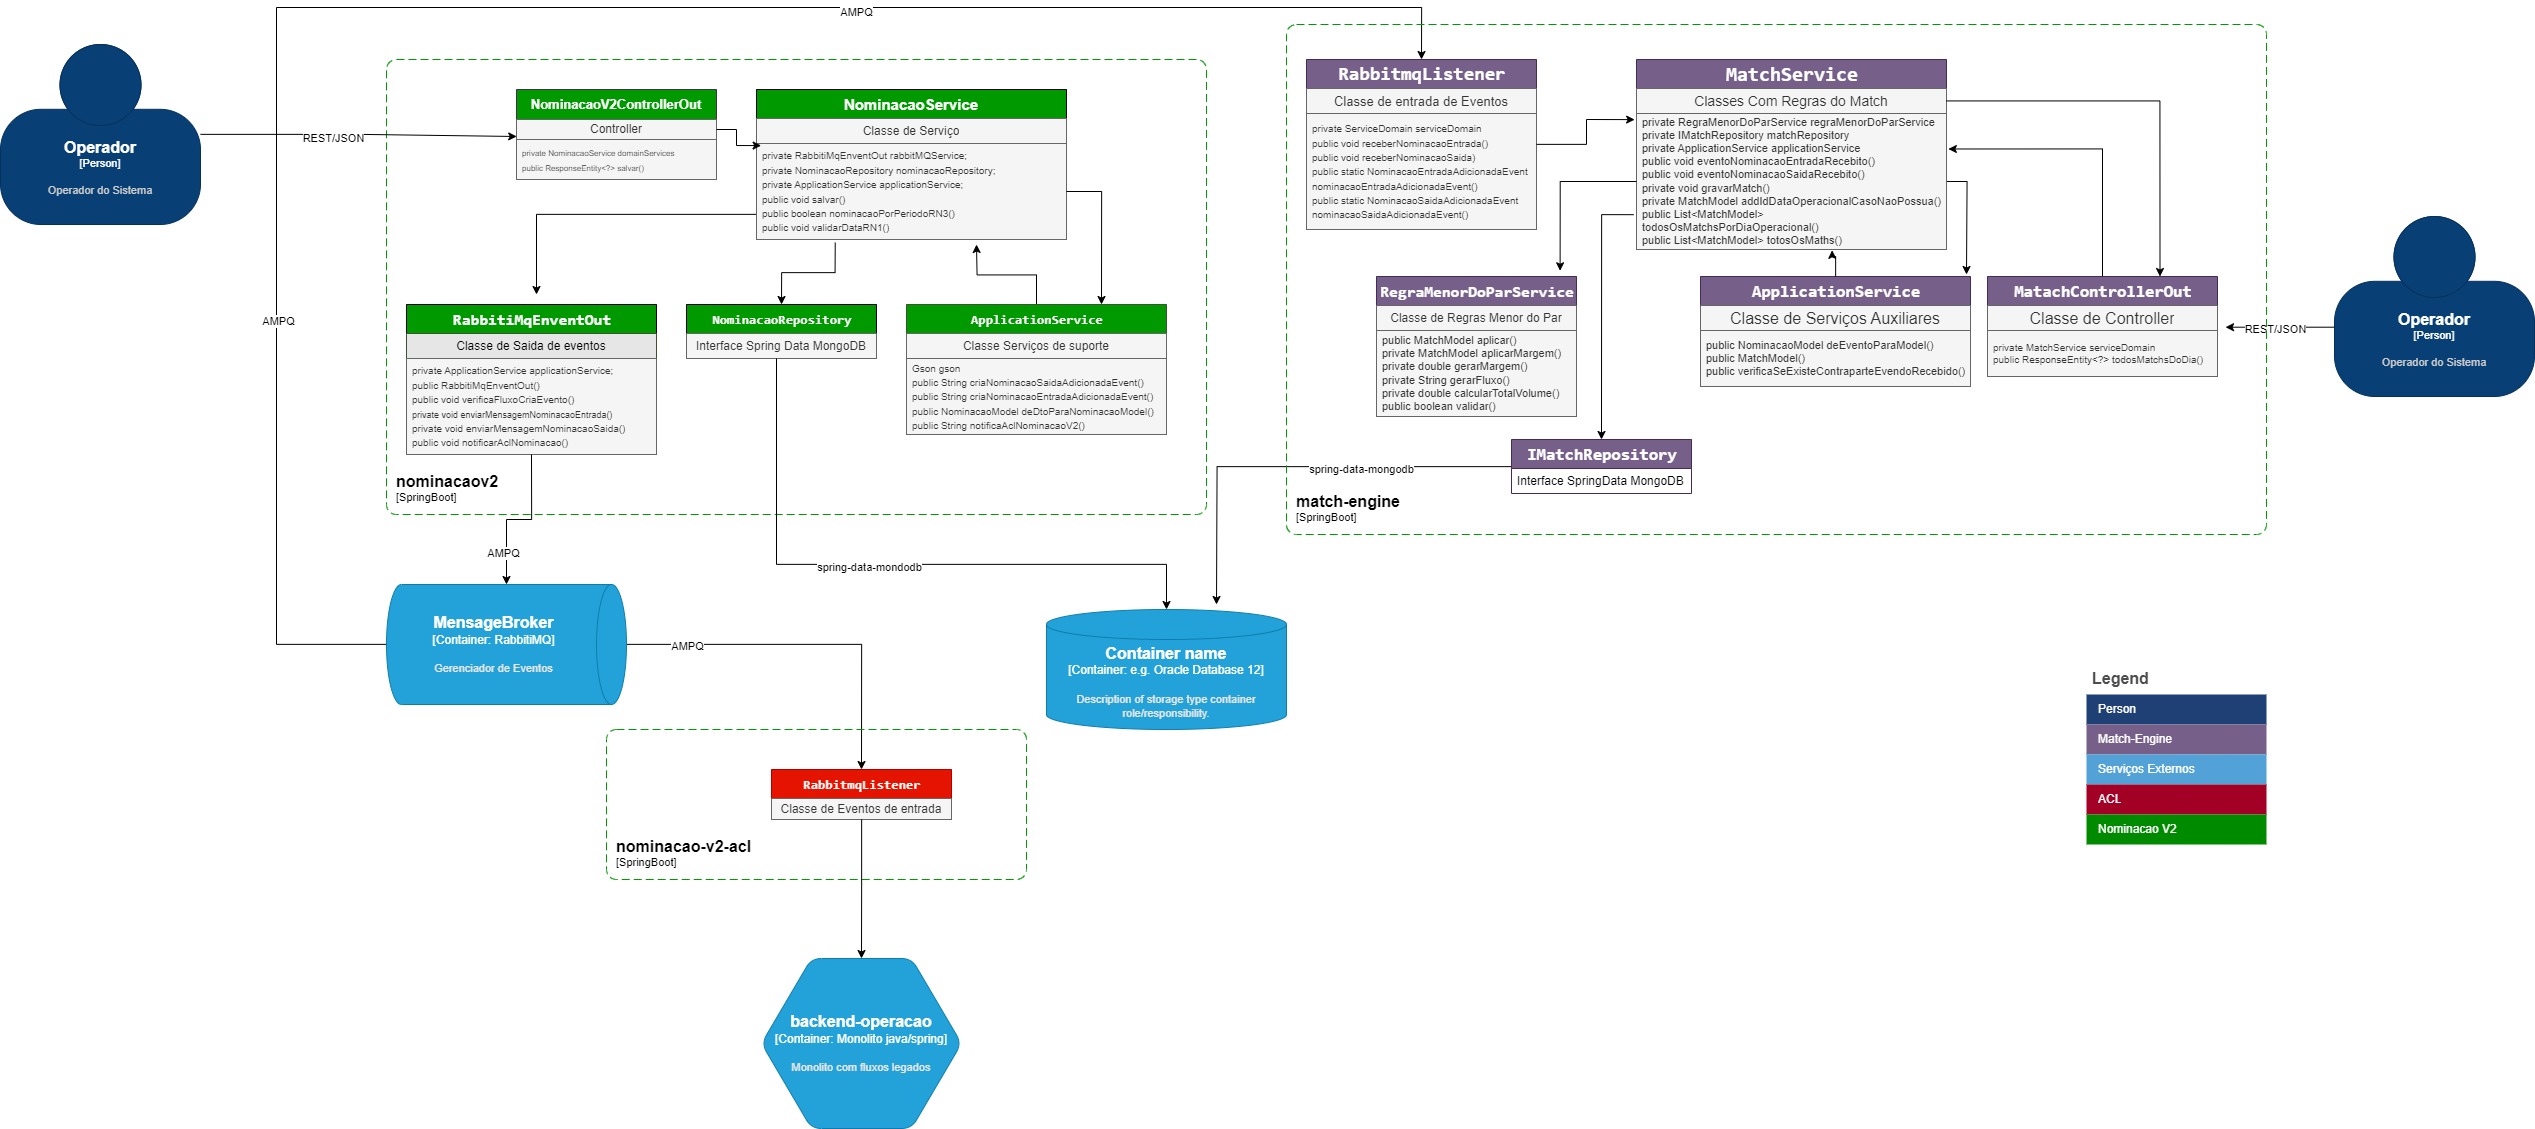 AMPQ
Operador
[Person]
Operador do Sistema
REST/JSON
AMPQ
NominacaoV2ControllerOut
Controller
private NominacaoService domainServices
public ResponseEntity<?> salvar()
NominacaoService
Classe de Serviço
private RabbitiMqEnventOut rabbitMQService;
private NominacaoRepository nominacaoRepository;
private ApplicationService applicationService;
public void salvar()
public boolean nominacaoPorPeriodoRN3()
public void validarDataRN1()
RabbitiMqEnventOut
Classe de Saida de eventos
private ApplicationService applicationService;
public RabbitiMqEnventOut()
public void verificaFluxoCriaEvento()
private void enviarMensagemNominacaoEntrada()
private void enviarMensagemNominacaoSaida()
public void notificarAclNominacao()
NominacaoRepository
Interface Spring Data MongoDB
ApplicationService
Classe Serviços de suporte
Gson gson
public String criaNominacaoSaidaAdicionadaEvent()
public String criaNominacaoEntradaAdicionadaEvent()
public NominacaoModel deDtoParaNominacaoModel()
public String notificaAclNominacaoV2()
nominacaov2
[SpringBoot]
RabbitmqListener
Classe de entrada de Eventos
private ServiceDomain serviceDomain
public void receberNominacaoEntrada()
public void receberNominacaoSaida)
public static NominacaoEntradaAdicionadaEvent
nominacaoEntradaAdicionadaEvent()
public static NominacaoSaidaAdicionadaEvent
nominacaoSaidaAdicionadaEvent()
MatchService
Classes Com Regras do Match
private RegraMenorDoParService regraMenorDoParService
private IMatchRepository matchRepository
private ApplicationService applicationService
public void eventoNominacaoEntradaRecebito()
public void eventoNominacaoSaidaRecebito()
private void gravarMatch()
private MatchModel addIdDataOperacionalCasoNaoPossua()
public List<MatchModel>
todosOsMatchsPorDiaOperacional()
public List<MatchModel> totosOsMaths()
RegraMenorDoParService
Classe de Regras Menor do Par
public MatchModel aplicar()
private MatchModel aplicarMargem()
private double gerarMargem()
private String gerarFluxo()
private double calcularTotalVolume()
public boolean validar()
ApplicationService
Classe de Serviços Auxiliares
public NominacaoModel deEventoParaModel()
public MatchModel()
public verificaSeExisteContraparteEvendoRecebido()
MatachControllerOut
Classe de Controller
private MatchService serviceDomain
public ResponseEntity<?> todosMatchsDoDia()
REST/JSON
Operador
[Person]
Operador do Sistema
IMatchRepository
Interface SpringData MongoDB
spring-data-mongodb
match-engine
[SpringBoot]
AMPQ
spring-data-mondodb
MessageBroker
[Container: RabbitiMQ]
Gerenciador de Eventos
AMPQ
Container name
[Container: e.g. Oracle Database 12]
Description of storage type container
role/responsibility.
RabbitmqListener
Classe de Eventos de entrada
nominacao-v2-acl
[SpringBoot]
backend-operacao
[Container: Monolito java/spring]
Monolito com fluxos legados
Legend
Person
Match-Engine
Serviços Externos
ACL
Nominacao V2